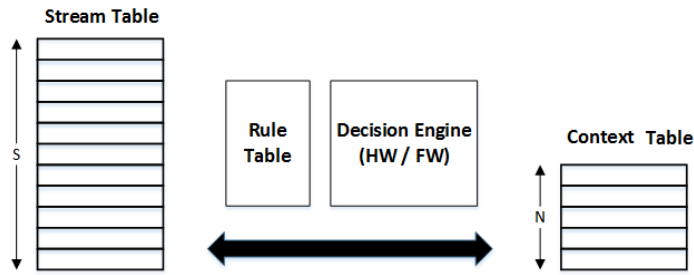 Stream Table
S
Rule
Table
Decision Engine
(HW / FW)
Context Table
N